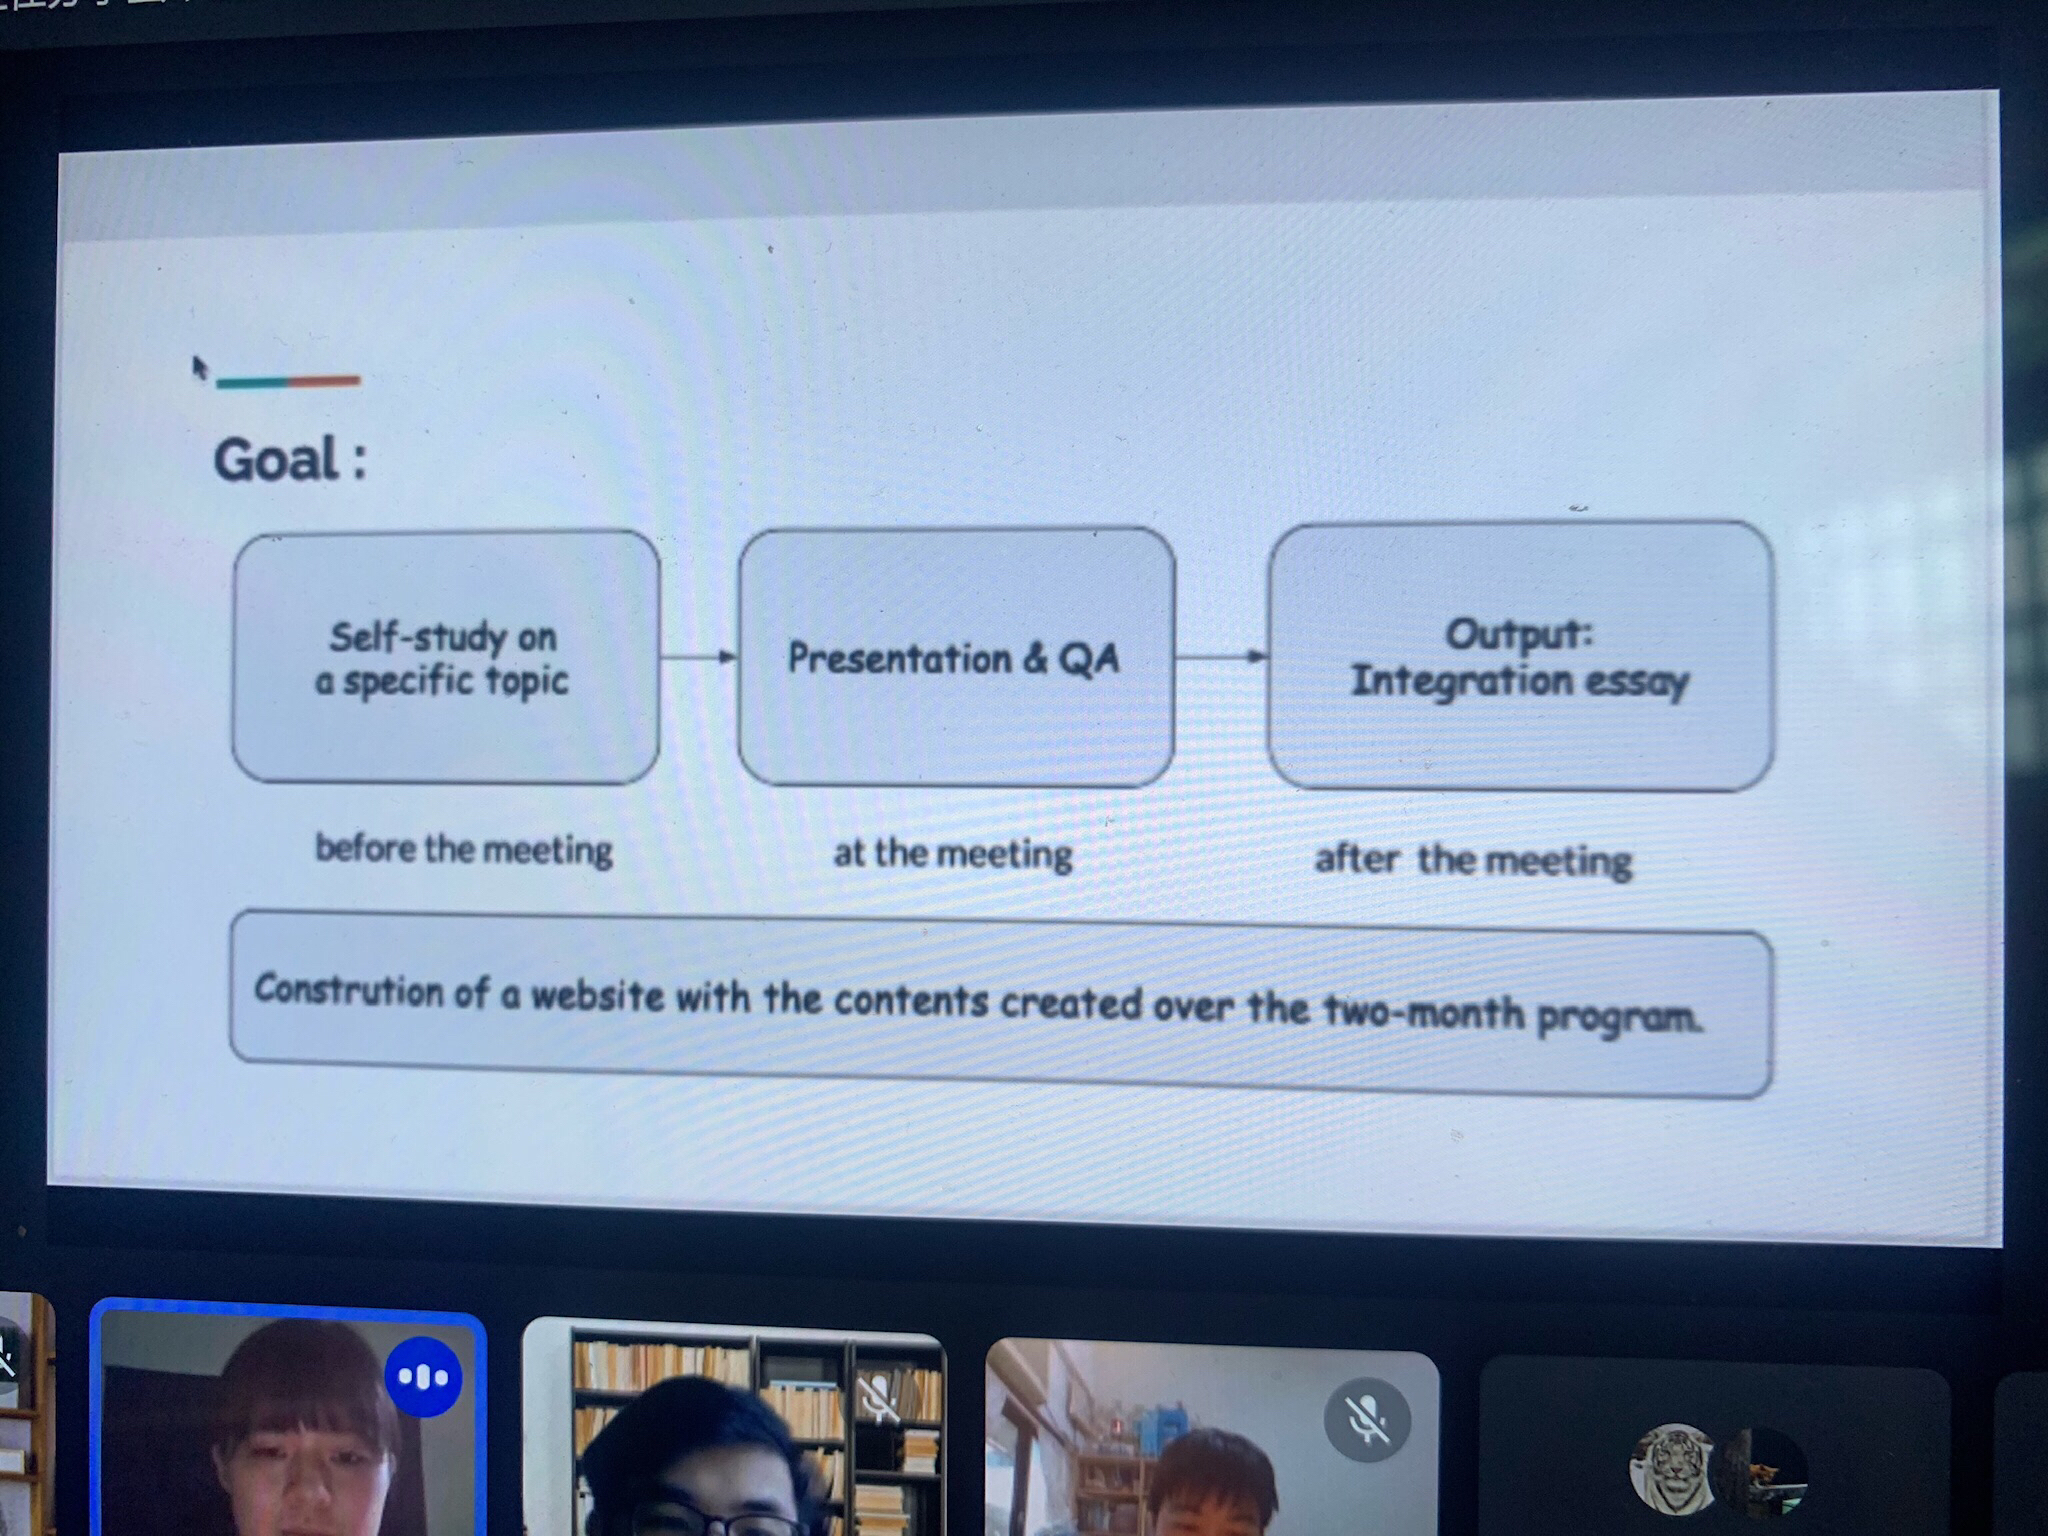 Goal :
Self-study on
a specific topic
Presentation & QA
Output:
Integration essay
before the meeting
at the meeting
after the meeting
Constrution of a website with the contents created over the two-month program.